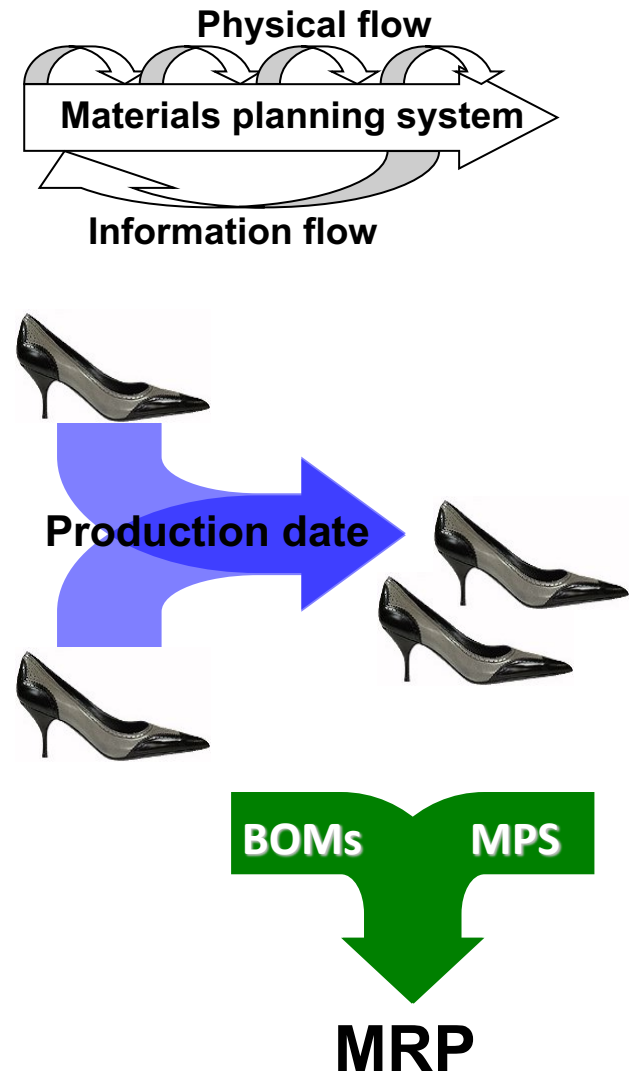 Physical flow
Materials planning system
Information flow
Production date
BOMs MPS
MRP